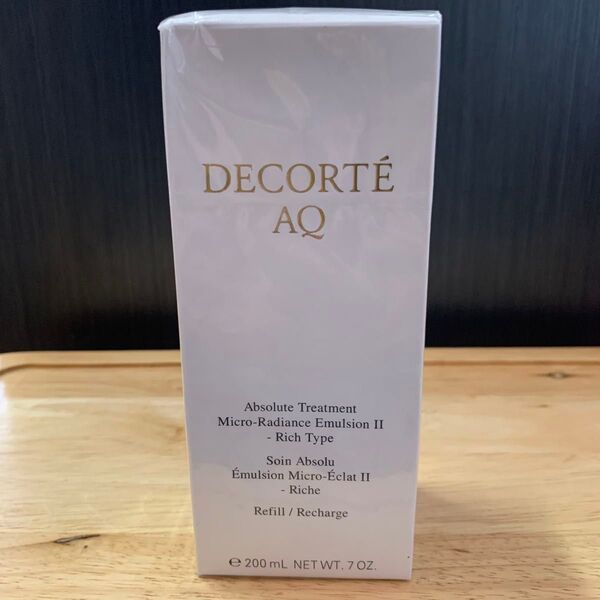 DECORTÉ
AQ
Absolute Treatment
Micro-Radiance Emulsion II
- Rich Type
Soin Absolu
Émulsion Micro-Éclat II
- Riche
Refill / Recharge
℮ 200 mL NET WT. 7 OZ.